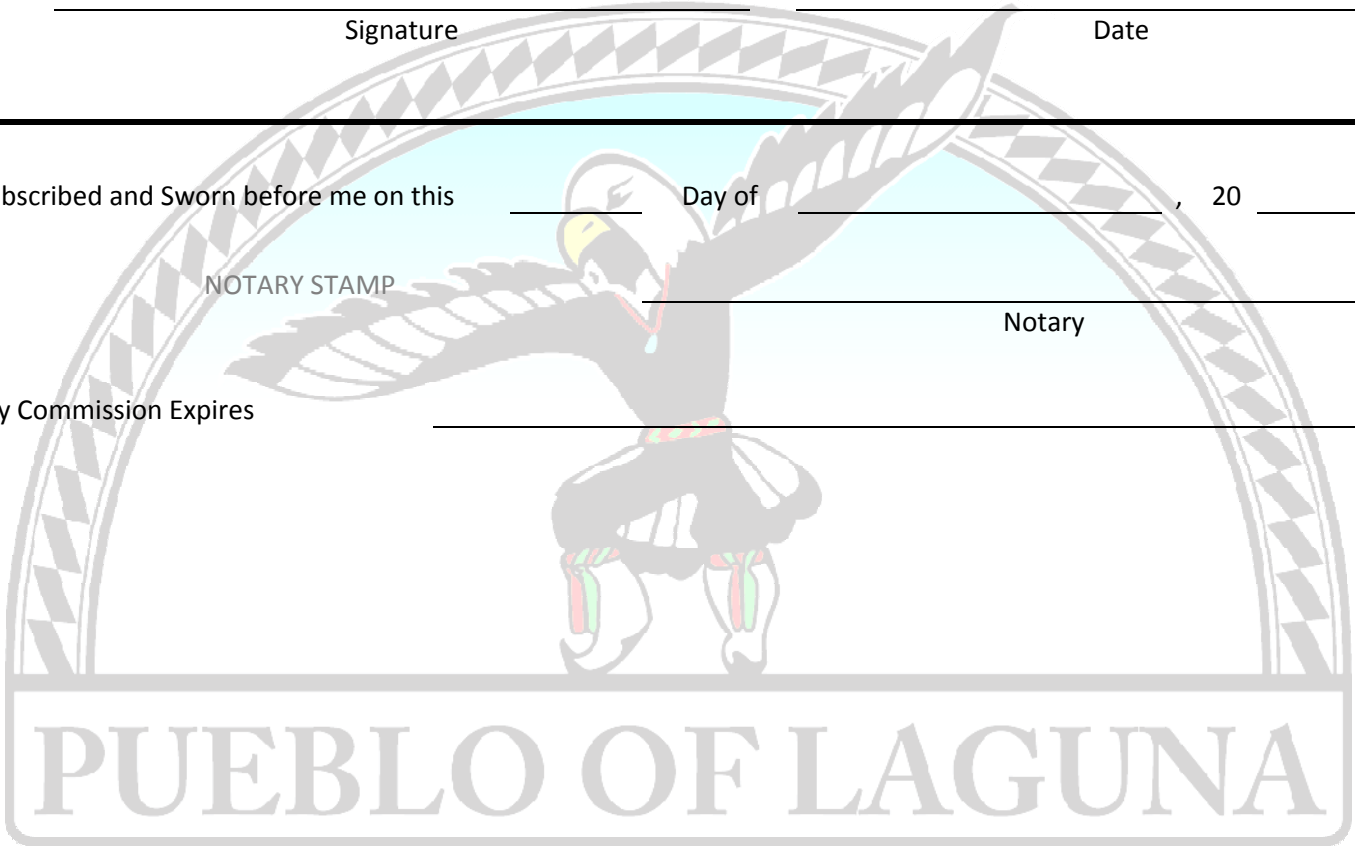 Signature Date
bscribed and Sworn before me on this Day of , 20
NOTARY STAMP
Notary
y Commission Expires
PUEBLO OF LAGUNA